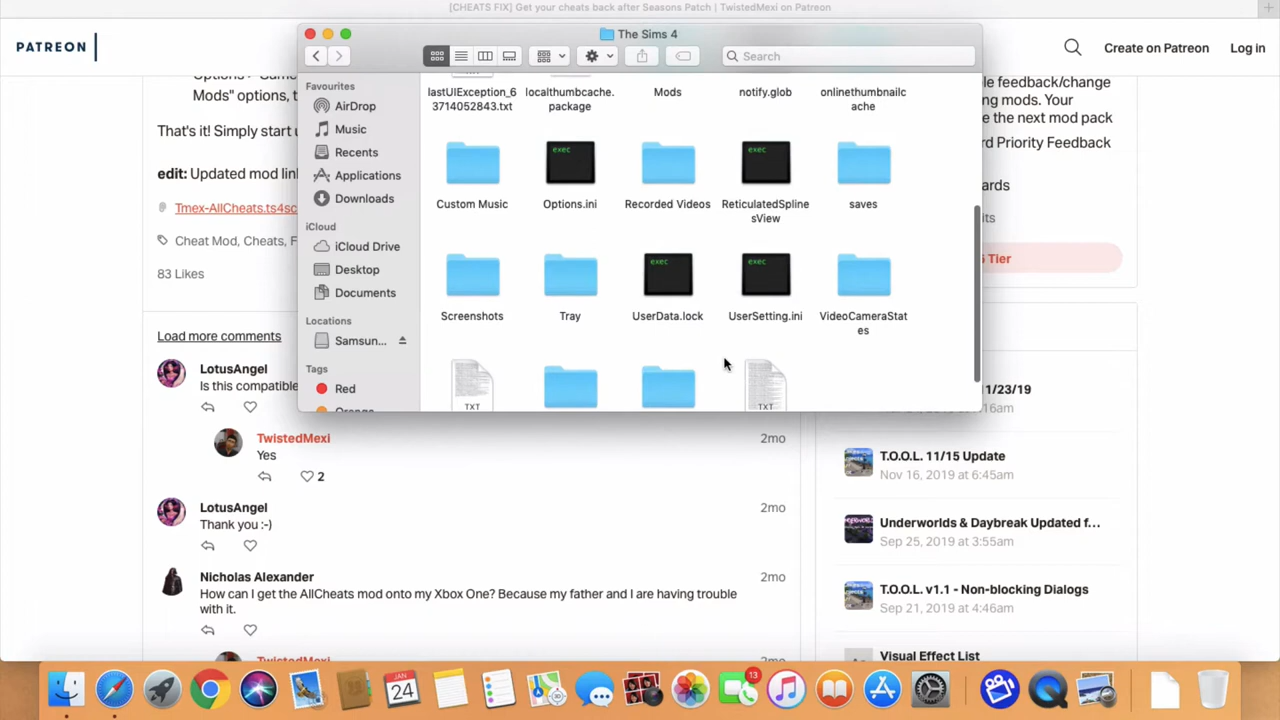 [CHEATS FIX] Get your cheats back after Seasons Patch | TwistedMexi on Patreon
PATREON
Create on Patreon
Log in
The Sims 4
Search
Mods" options, t
That's it! Simply start u
edit: Updated mod link
Tmex-AllCheats.ts4sc
Cheat Mod, Cheats, F
83 Likes
Load more comments
LotusAngel
Is this compatible
TwistedMexi
2mo
Yes
2
LotusAngel
2mo
Thank you :-)
Nicholas Alexander
2mo
How can I get the AllCheats mod onto my Xbox One? Because my father and I are having trouble
with it.
Favourites
AirDrop
Music
Recents
Applications
Downloads
iCloud
iCloud Drive
Desktop
Documents
Locations
Samsun...
Tags
Red
Orange
lastUIException_6
3714052843.txt
localthumbcache.
package
Mods
notify.glob
onlinethumbnailc
ache
exec
exec
Custom Music
Options.ini
Recorded Videos
ReticulatedSpline
sView
saves
exec
exec
Screenshots
Tray
UserData.lock
UserSetting.ini
VideoCameraStat
es
TXT
TXT
e feedback/change
ng mods. Your
e the next mod pack
rd Priority Feedback
ards
its
Tier
1/23/19
16am
T.O.O.L. 11/15 Update
Nov 16, 2019 at 6:45am
Underworlds & Daybreak Updated f...
Sep 25, 2019 at 3:55am
T.O.O.L. v1.1 - Non-blocking Dialogs
Sep 21, 2019 at 4:46am
Visual Effect List
JAN
24
13